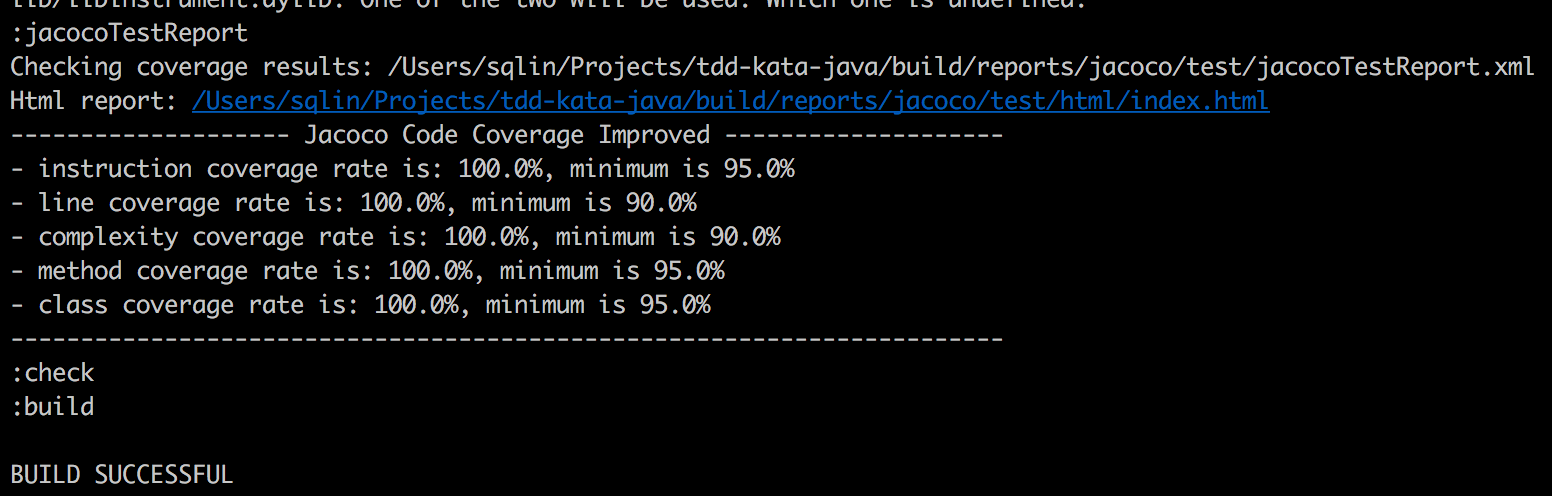 lib/libinstrument.dylib. One of the two will be used. Which one is undefined.
:jacocoTestReport
Checking coverage results: /Users/sqlin/Projects/tdd-kata-java/build/reports/jacoco/test/jacocoTestReport.xml
Html report: /Users/sqlin/Projects/tdd-kata-java/build/reports/jacoco/test/html/index.html
-------------------- Jacoco Code Coverage Improved --------------------
- instruction coverage rate is: 100.0%, minimum is 95.0%
- line coverage rate is: 100.0%, minimum is 90.0%
- complexity coverage rate is: 100.0%, minimum is 90.0%
- method coverage rate is: 100.0%, minimum is 95.0%
- class coverage rate is: 100.0%, minimum is 95.0%
-----------------------------------------------------------------------
:check
:build
BUILD SUCCESSFUL